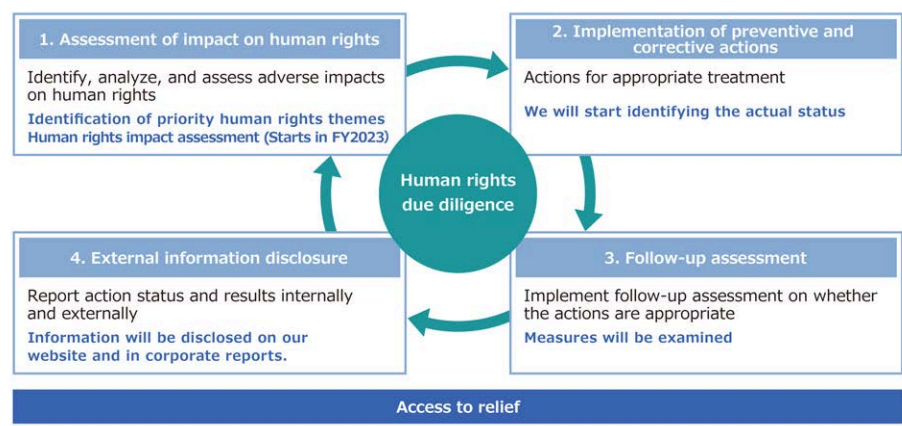 1. Assessment of impact on human rights
Identify, analyze, and assess adverse impacts
on human rights
Identification of priority human rights themes
Human rights impact assessment (Starts in FY2023)
2. Implementation of preventive and
corrective actions
Actions for appropriate treatment
We will start identifying the actual status
Human rights
due diligence
4. External information disclosure
Report action status and results internally
and externally
Information will be disclosed on our
website and in corporate reports.
3. Follow-up assessment
Implement follow-up assessment on whether
the actions are appropriate
Measures will be examined
Access to relief